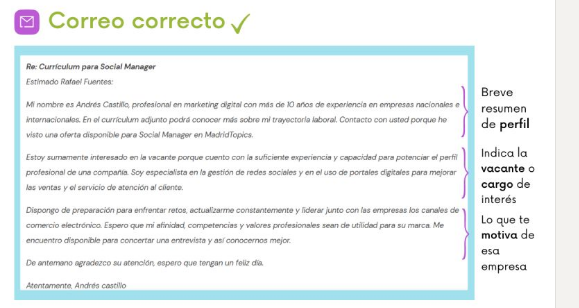 Correo correcto
Re: Currículum para Social Manager
Estimado Rafael Fuentes:
Mi nombre es Andrés Castillo, profesional en marketing digital con más de 10 años de experiencia en empresas nacionales e
internacionales. En el currículum adjunto podrá conocer más sobre mi trayectoria laboral. Contacto con usted porque he
visto una oferta disponible para Social Manager en MadridTopics.
Estoy sumamente interesado en la vacante porque cuento con la suficiente experiencia y capacidad para potenciar el perfil
profesional de una compañía. Soy especialista en la gestión de redes sociales y en el uso de portales digitales para mejorar
las ventas y el servicio de atención al cliente.
Dispongo de preparación para enfrentar retos, actualizarme constantemente y liderar junto con las empresas los canales de
comercio electrónico. Espero que mi afinidad, competencias y valores profesionales sean de utilidad para su marca. Me
encuentro disponible para concertar una entrevista y así conocernos mejor.
De antemano agradezco su atención, espero que tengan un feliz día.
Atentamente, Andrés castillo
Breve
resumen
de perfil
Indica la
vacante o
cargo de
interés
Lo que te
motiva de
esa
empresa